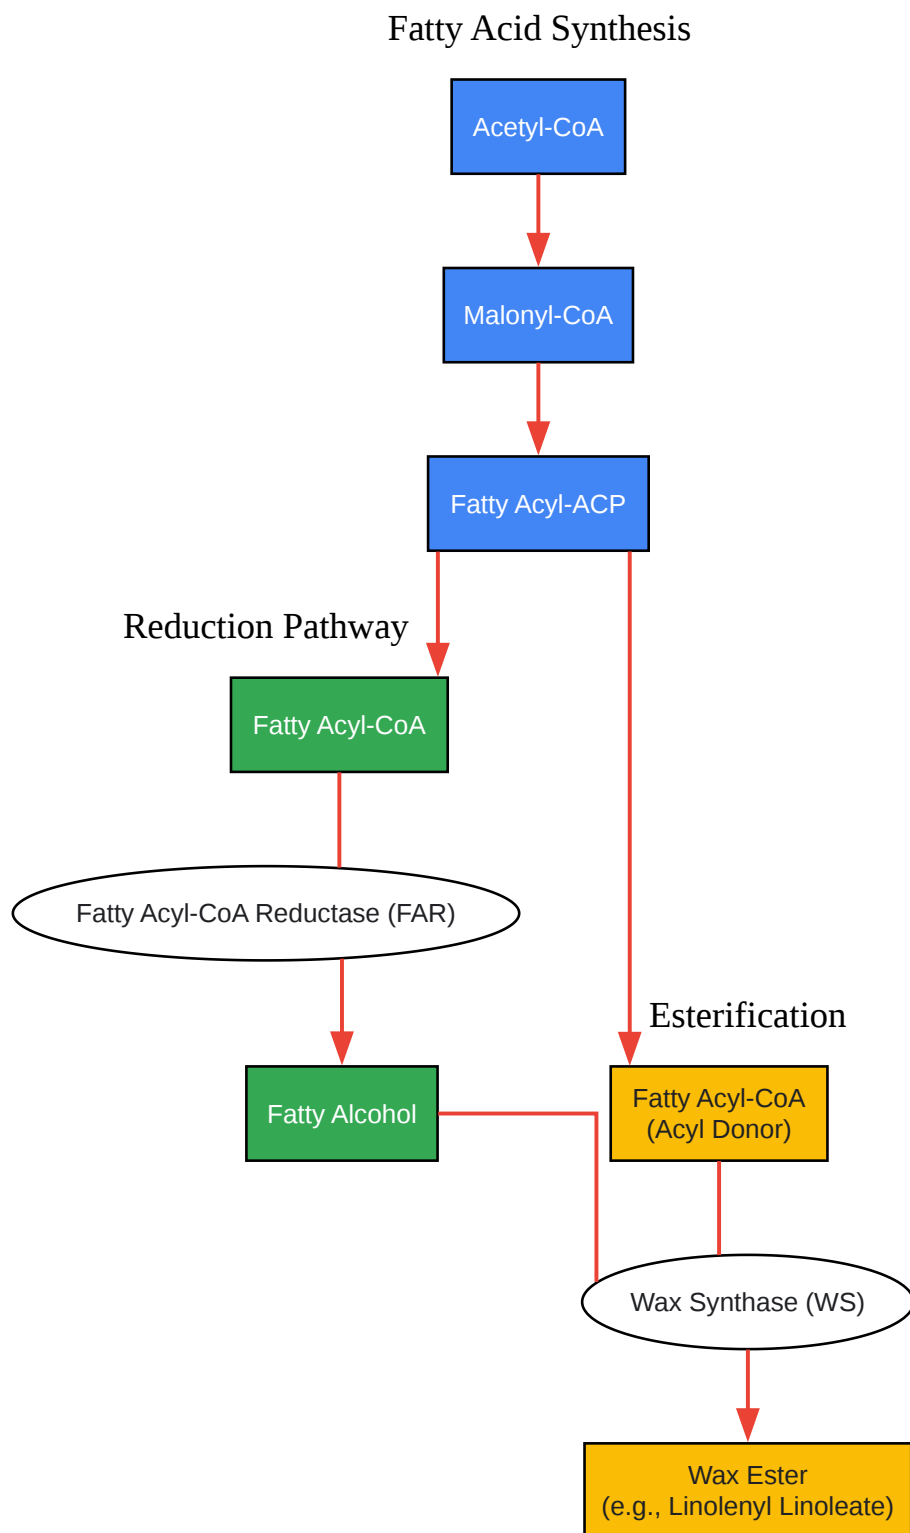 Fatty Acid Synthesis
Acetyl-CoA
Malonyl-CoA
Fatty Acyl-ACP
Reduction Pathway
Fatty Acyl-CoA
Fatty Acyl-CoA Reductase (FAR)
Esterification
Fatty Alcohol
Fatty Acyl-CoA
(Acyl Donor)
Wax Synthase (WS)
Wax Ester
(e.g., Linolenyl Linoleate)